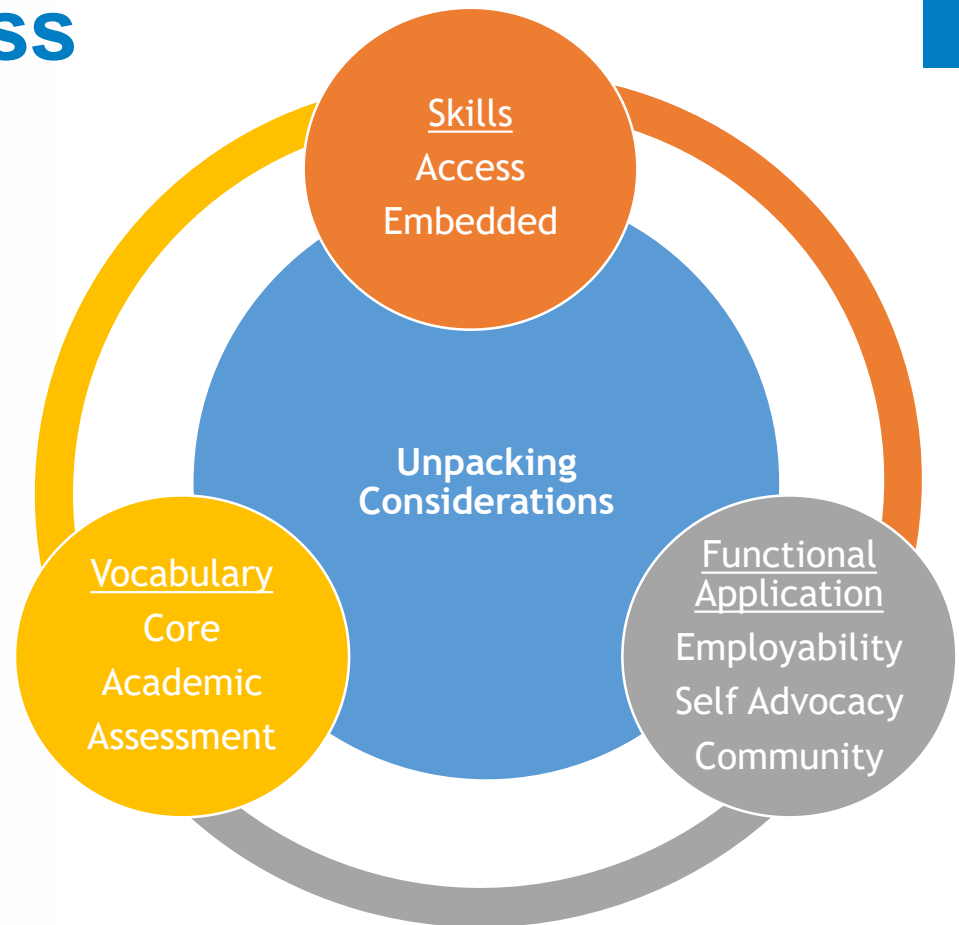 ss
Skills
Access
Embedded
Unpacking
Considerations
Vocabulary
Core
Academic
Assessment
Functional
Application
Employability
Self Advocacy
Community